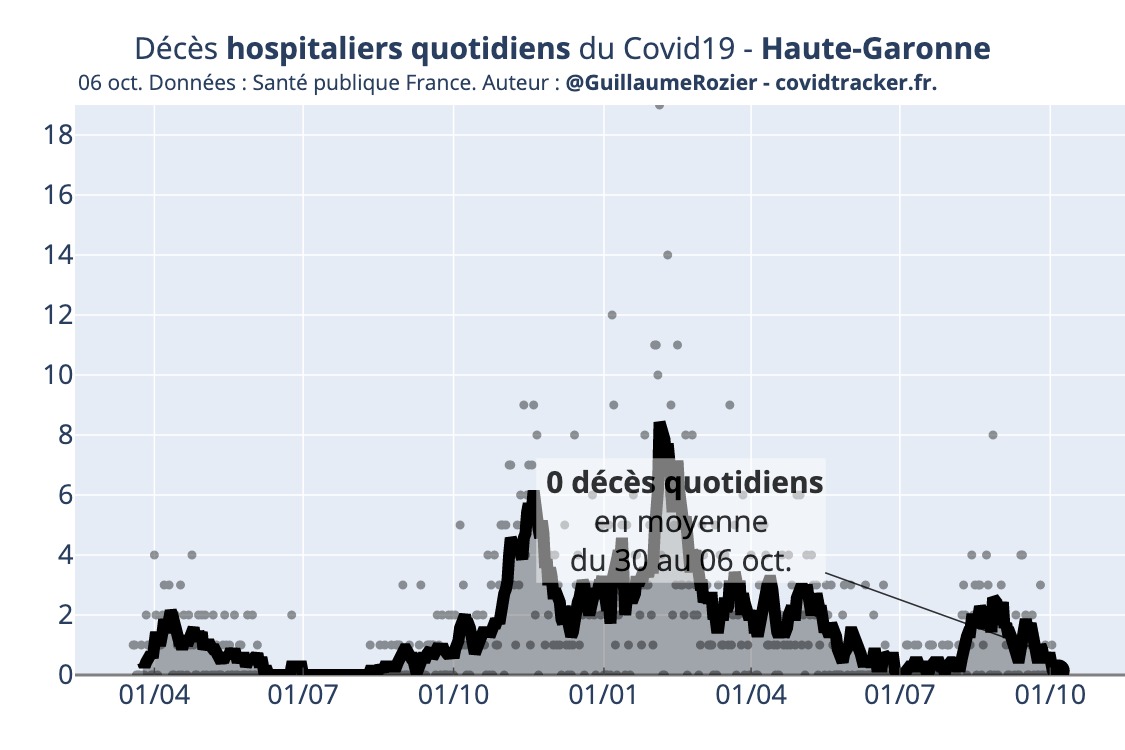 Décès hospitaliers quotidiens du Covid19 - Haute-Garonne
06 oct. Données : Santé publique France. Auteur : @GuillaumeRozier - covidtracker.fr.
18
16
14
12
10
8
6
4
2
0
0 décès quotidiens
en moyenne
du 30 au 06 oct.
01/04 01/07 01/10 01/01 01/04 01/07 01/10